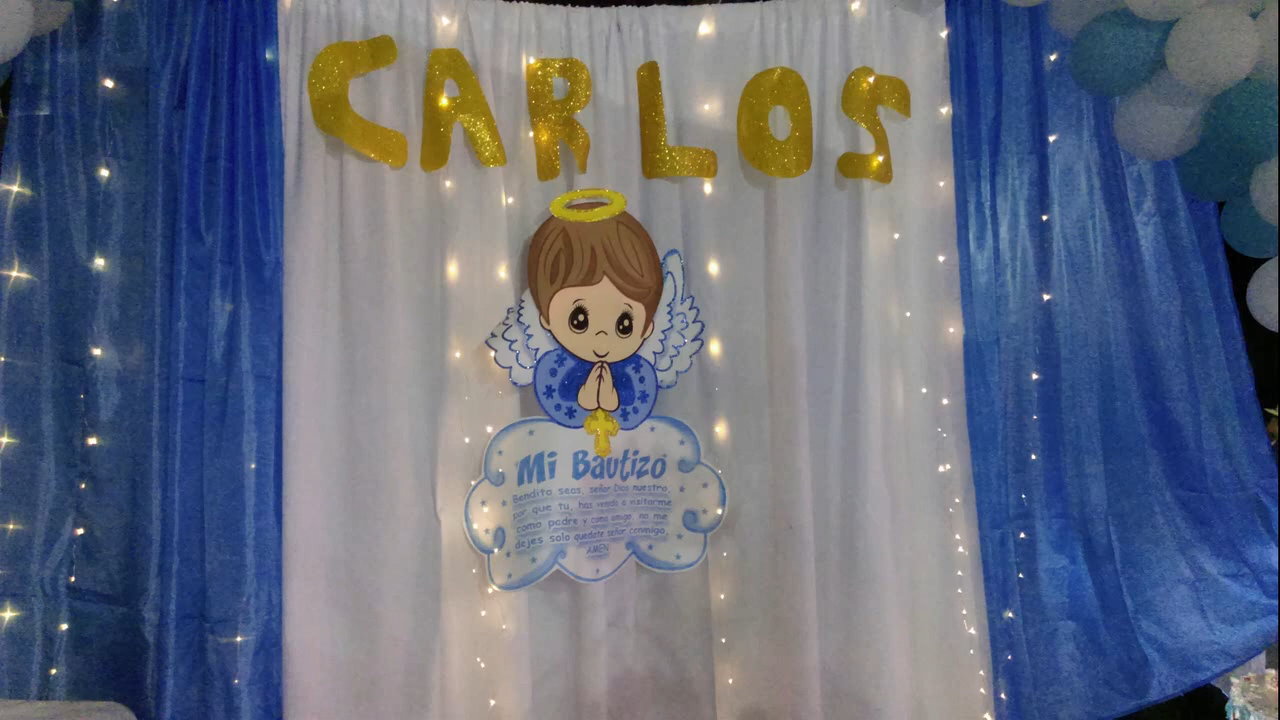 CARLOS
Mi Bautizo
Bendito seas, señor Dios nuestro,
por que tu, has venido a visitarme
como padre y como amigo, no me
dejes solo quedete señor conmigo,
AMEN